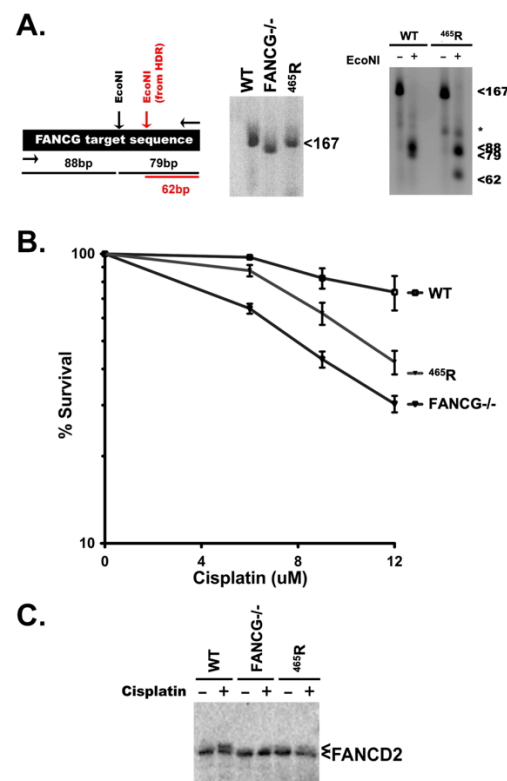 A.
EcoNI
EcoNI
(from HDR)
FANCG target sequence
88bp
79bp
62bp
WT
FANCG-/-
465R
<167
WT
465R
EcoNI
- + - +
<167
*
<88
<79
<62
B.
100
WT
465R
FANCG-/-
% Survival
10
0
4
8
12
Cisplatin (uM)
C.
WT
FANCG-/-
465R
Cisplatin - + - + - +
<
<FANCD2